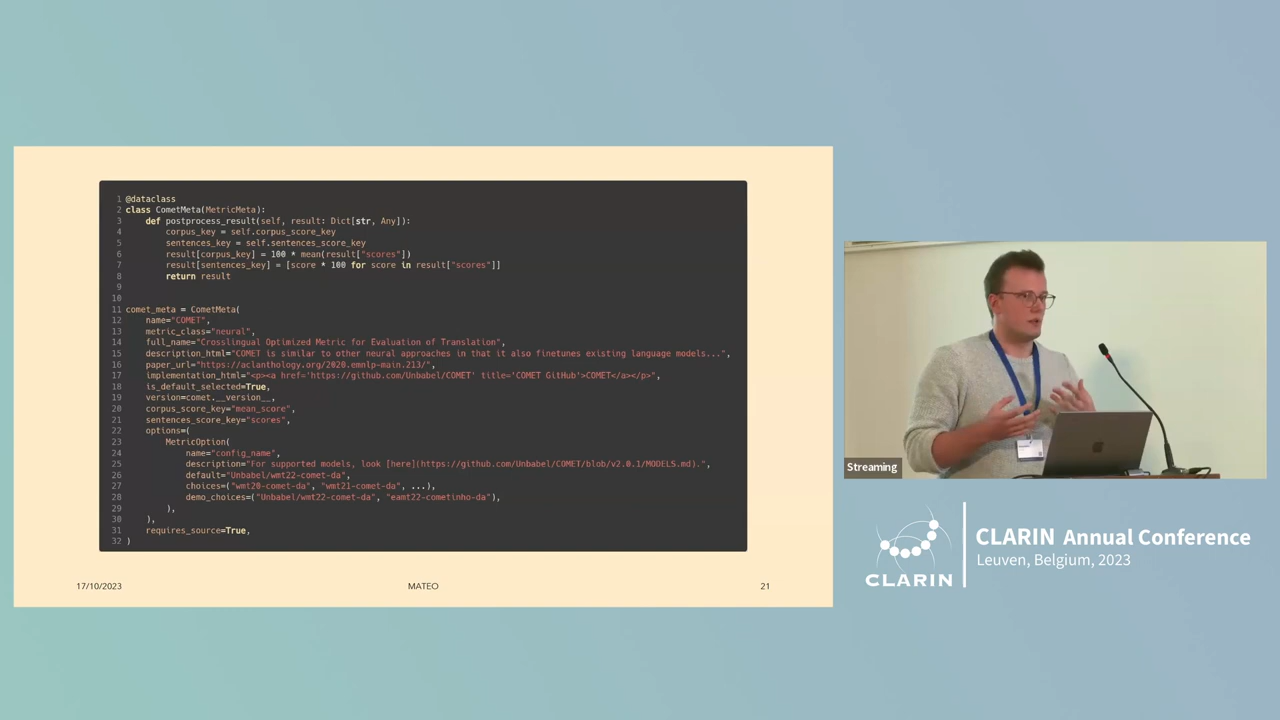 1 @dataclass
2 class CometMeta(MetricMeta):
3     def postprocess_result(self, result: Dict[str, Any]):
4         corpus_key = self.corpus_score_key
5         sentences_key = self.sentences_score_key
6         result[corpus_key] = 100 * mean(result["scores"])
7         result[sentences_key] = [score * 100 for score in result["scores"]]
8         return result
9
10
11 comet_meta = CometMeta(
12     name="COMET",
13     metric_class="neural",
14     full_name="Crosslingual Optimized Metric for Evaluation of Translation",
15     description_html="COMET is similar to other neural approaches in that it also finetunes existing language models...",
16     paper_url="https://aclanthology.org/2020.emnlp-main.213/",
17     implementation_html="<p><a href='https://github.com/Unbabel/COMET' title='COMET GitHub'>COMET</a></p>",
18     is_default_selected=True,
19     version=comet.__version__,
20     corpus_score_key="mean_score",
21     sentences_score_key="scores",
22     options=(
23         MetricOption(
24             name="config_name",
25             description="For supported models, look [here](https://github.com/Unbabel/COMET/blob/v2.0.1/MODELS.md).",
26             default="Unbabel/wmt22-comet-da",
27             choices=("wmt20-comet-da", "wmt21-comet-da", ...),
28             demo_choices=("Unbabel/wmt22-comet-da", "eamt22-cometinho-da"),
29         ),
30     ),
31     requires_source=True,
32 )
17/10/2023
MATEO
21
Streaming
CLARIN
CLARIN Annual Conference
Leuven, Belgium, 2023